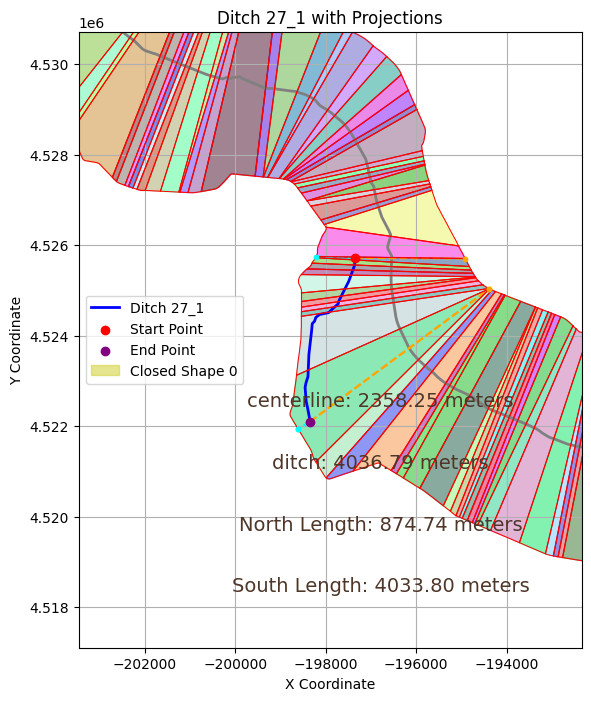 Ditch 27_1 with Projections
1e6
4.530
4.528
4.526
4.524
4.522
4.520
4.518
Y Coordinate
Ditch 27_1
Start Point
End Point
Closed Shape 0
centerline: 2358.25 meters
ditch: 4036.79 meters
North Length: 874.74 meters
South Length: 4033.80 meters
−202000 −200000 −198000 −196000 −194000
X Coordinate